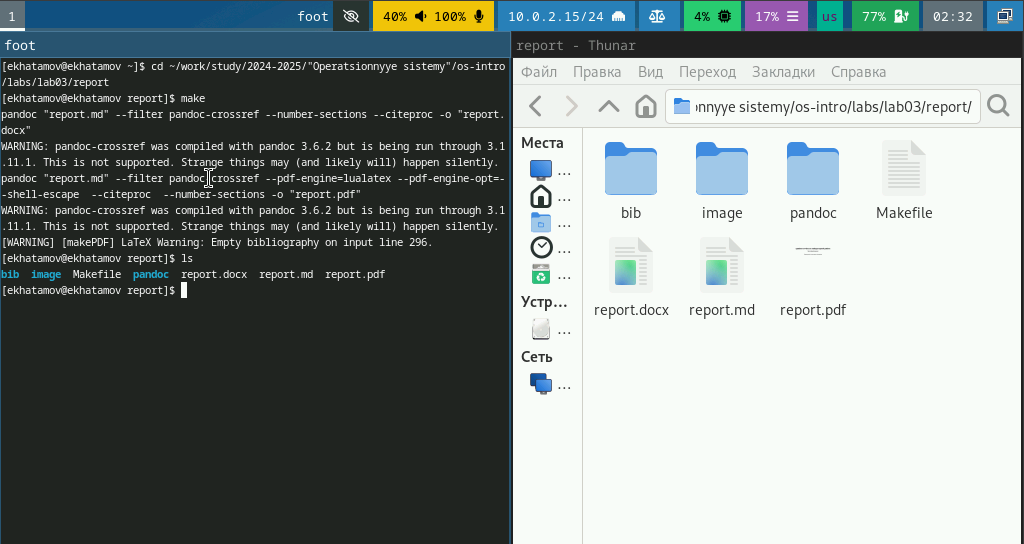 1 foot 40% 100% 10.0.2.15/24 4% 17% us 77% 02:32
foot
[ekhatamov@ekhatamov ~]$ cd ~/work/study/2024-2025/"Operatsionnyye sistemy"/os-intro
/labs/lab03/report
[ekhatamov@ekhatamov report]$ make
pandoc "report.md" --filter pandoc-crossref --number-sections --citeproc -o "report.
docx"
WARNING: pandoc-crossref was compiled with pandoc 3.6.2 but is being run through 3.1
.11.1. This is not supported. Strange things may (and likely will) happen silently.
pandoc "report.md" --filter pandoc-crossref --pdf-engine=lualatex --pdf-engine-opt=-
-shell-escape  --citeproc  --number-sections -o "report.pdf"
WARNING: pandoc-crossref was compiled with pandoc 3.6.2 but is being run through 3.1
.11.1. This is not supported. Strange things may (and likely will) happen silently.
[WARNING] [makePDF] LaTeX Warning: Empty bibliography on input line 296.
[ekhatamov@ekhatamov report]$ ls
bib  image  Makefile  pandoc  report.docx  report.md  report.pdf
[ekhatamov@ekhatamov report]$
report - Thunar
Файл Правка Вид Переход Закладки Справка
onnyye sistemy/os-intro/labs/lab03/report/
Места
...
...
...
...
...
Устр...
...
Сеть
...
bib image pandoc Makefile
report.docx report.md report.pdf